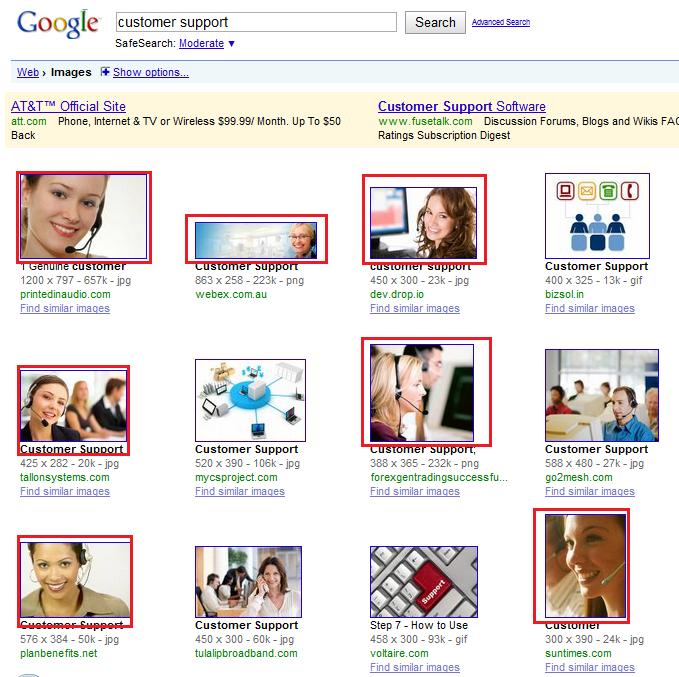 Google
customer support
Search
Advanced Search
SafeSearch: Moderate ▼
Web › Images + Show options...
AT&T™ Official Site
att.com Phone, Internet & TV or Wireless $99.99/ Month. Up To $50
Back
Customer Support Software
www.fusetalk.com Discussion Forums, Blogs and Wikis FAQ
Ratings Subscription Digest
1 Genuine customer
1200 x 797 - 657k - jpg
printedinaudio.com
Find similar images
Customer Support
863 x 258 - 223k - png
webex.com.au
customer support
450 x 300 - 23k - jpg
dev.drop.io
Find similar images
Customer Support
400 x 325 - 13k - gif
bizsol.in
Find similar images
Customer Support
425 x 282 - 20k - jpg
tallonsystems.com
Find similar images
Customer Support
520 x 390 - 106k - jpg
mycsproject.com
Find similar images
Customer Support;
388 x 365 - 232k - png
forexgentradingsuccessfu...
Find similar images
Customer Support
588 x 480 - 27k - jpg
go2mesh.com
Find similar images
Customer Support
576 x 384 - 50k - jpg
planbenefits.net
Customer Support
450 x 300 - 60k - jpg
tulalipbroadband.com
Support
Step 7 - How to Use
458 x 300 - 93k - gif
voltaire.com
Find similar images
Customer
300 x 390 - 24k - jpg
suntimes.com
Find similar images